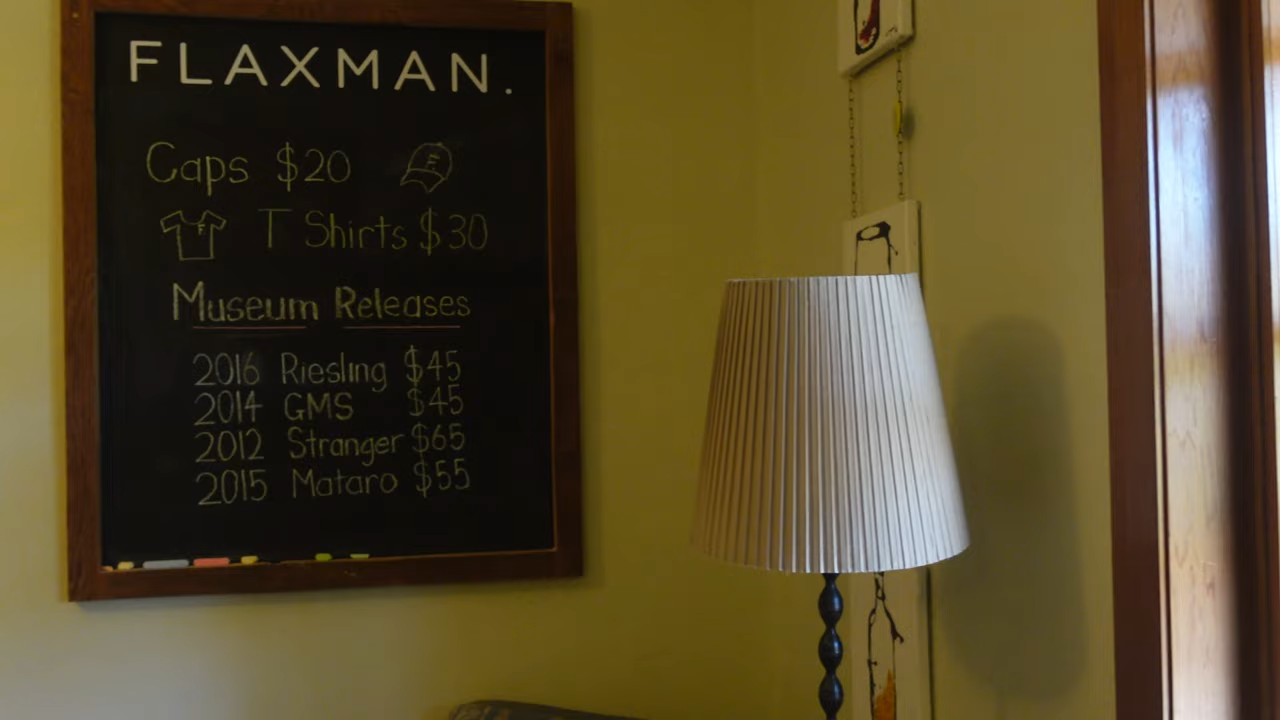 FLAXMAN.
Caps $20
T Shirts $30
Museum Releases
2016 Riesling $45
2014 GMS $45
2012 Stranger $65
2015 Mataro $55